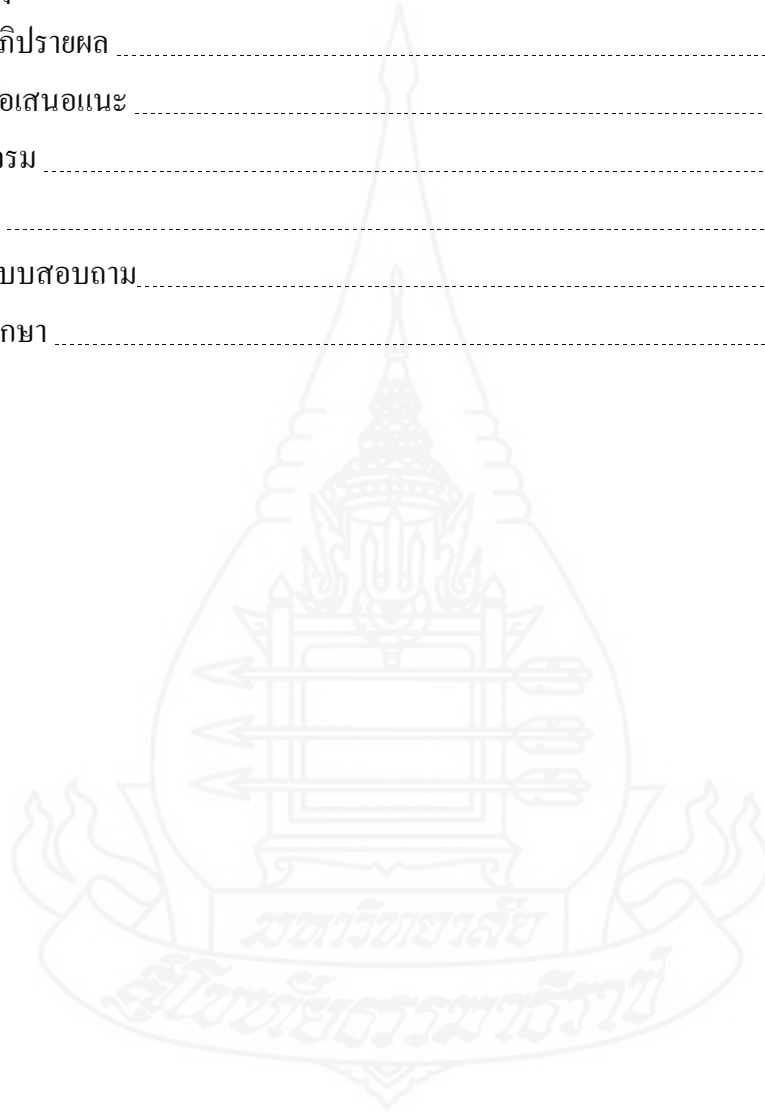 ภิปรายผล
อเสนอแนะ
รรม
บบสอบถาม
กษา
มหาวิทยาลัย
สุโขทัยธรรมาธิราช